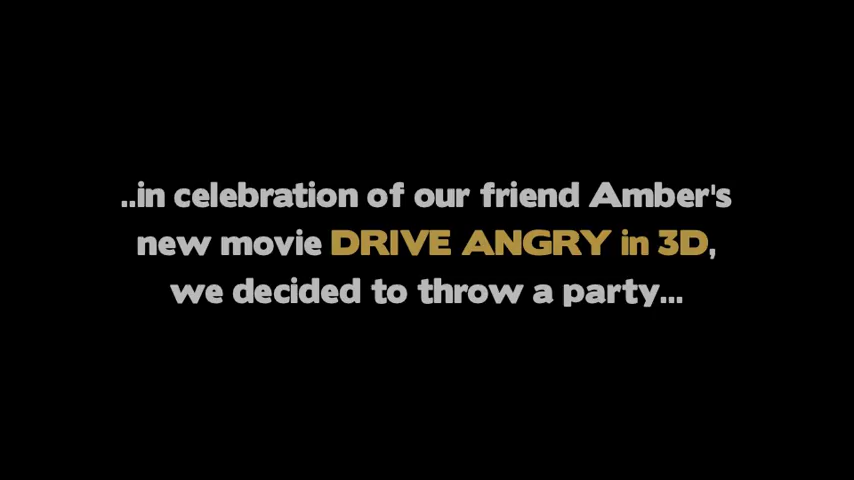 ..in celebration of our friend Amber's
new movie DRIVE ANGRY in 3D,
we decided to throw a party...